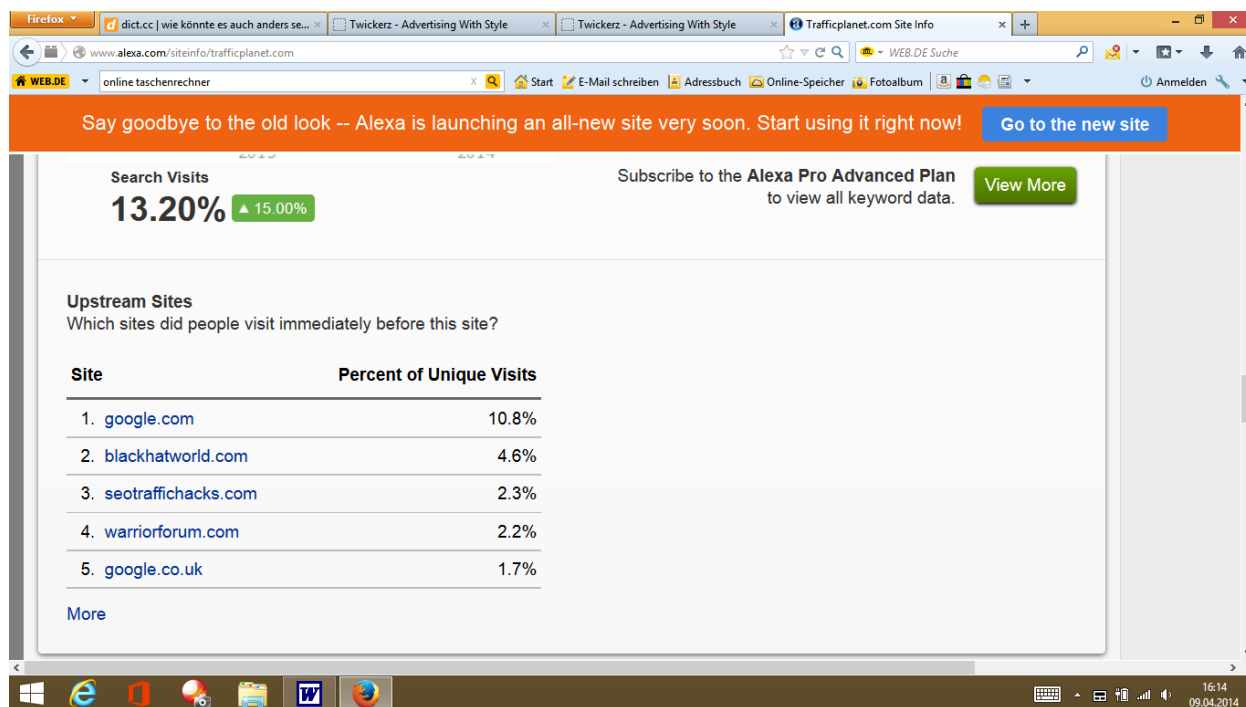 Firefox
dict.cc | wie könnte es auch anders se...
Twickerz - Advertising With Style
Twickerz - Advertising With Style
Trafficplanet.com Site Info
www.alexa.com/siteinfo/trafficplanet.com
WEB.DE Suche
WEB.DE
online taschenrechner
Start
E-Mail schreiben
Adressbuch
Online-Speicher
Fotoalbum
Anmelden
Say goodbye to the old look -- Alexa is launching an all-new site very soon. Start using it right now!
Go to the new site
2013
2014
Search Visits
13.20%
15.00%
Subscribe to the Alexa Pro Advanced Plan
to view all keyword data.
View More
Upstream Sites
Which sites did people visit immediately before this site?
Site Percent of Unique Visits
1. google.com 10.8%
2. blackhatworld.com 4.6%
3. seotraffichacks.com 2.3%
4. warriorforum.com 2.2%
5. google.co.uk 1.7%
More
16:14
09.04.2014